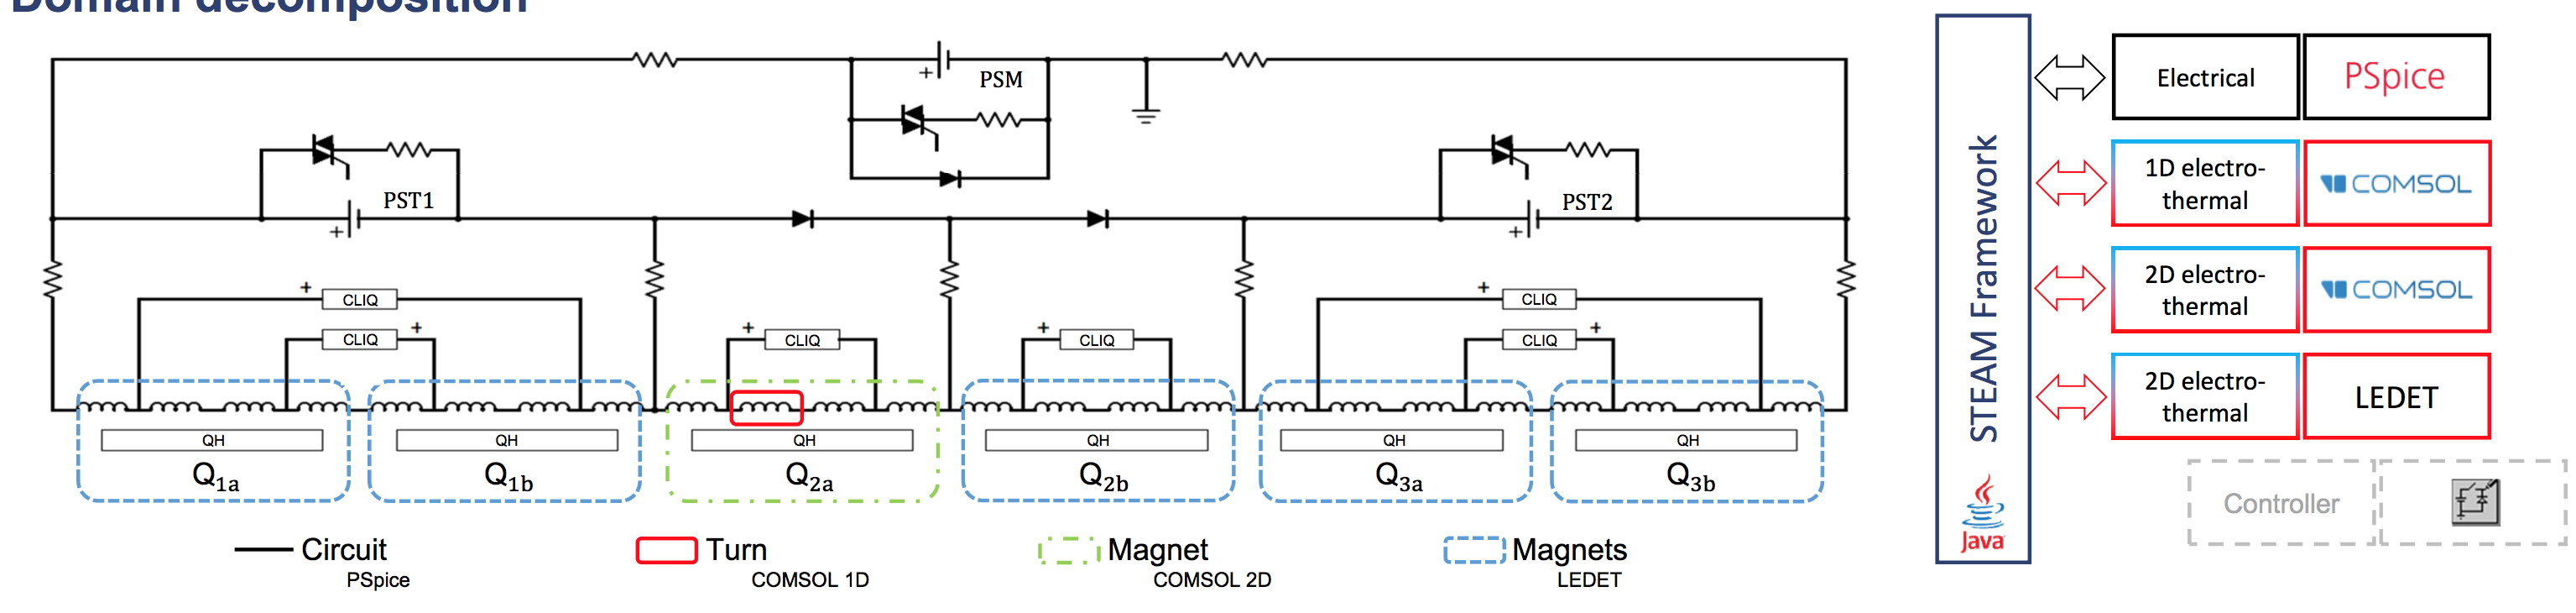 Domain decomposition
+
PSM
PST1
+
PST2
+
+
CLIQ
CLIQ
+
+
CLIQ
+
CLIQ
+
CLIQ
CLIQ
+
QH
QH
QH
QH
QH
QH
Q1a
Q1b
Q2a
Q2b
Q3a
Q3b
Circuit
PSpice
Turn
COMSOL 1D
Magnet
COMSOL 2D
Magnets
LEDET
STEAM Framework
Java
Electrical
PSpice
1D electro-
thermal
COMSOL
2D electro-
thermal
COMSOL
2D electro-
thermal
LEDET
Controller